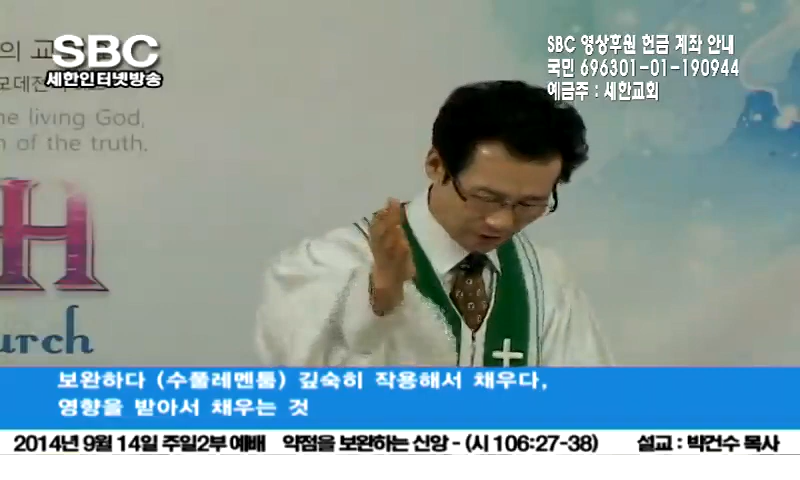 의 교
SBC
세한인터넷방송
모데전
he living God,
n of the truth.
H
urch
SBC 영상후원 헌금 계좌 안내
국민 696301-01-190944
예금주 : 세한교회
보완하다 (수풀레멘툼) 깊숙히 작용해서 채우다,
영향을 받아서 채우는 것
2014년 9월 14일 주일2부 예배 약점을 보완하는 신앙 - (시 106:27-38) 설교 : 박건수 목사